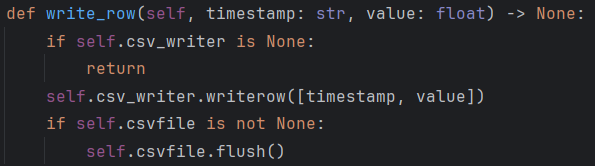 def write_row(self, timestamp: str, value: float) -> None:
    if self.csv_writer is None:
        return
    self.csv_writer.writerow([timestamp, value])
    if self.csvfile is not None:
        self.csvfile.flush()